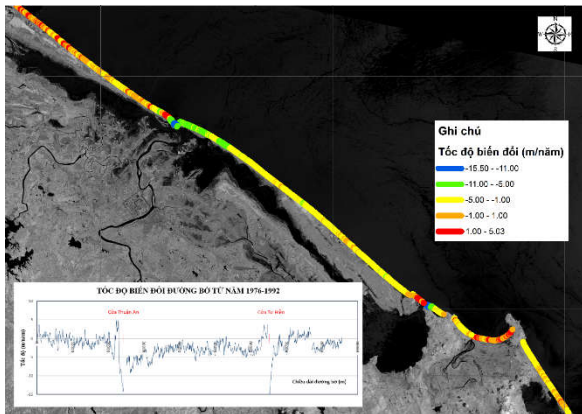 N
W
E
S
Ghi chú
Tốc độ biến đổi (m/năm)
-15.50 - -11.00
-11.00 - -5.00
-5.00 - -1.00
-1.00 - 1.00
1.00 - 5.03
TỐC ĐỘ BIẾN ĐỔI ĐƯỜNG BỜ TỪ NĂM 1976-1992
Cửa Thuận An
Cửa Tư Hiền
Tốc độ (m/năm)
Chiều dài đường bờ (m)